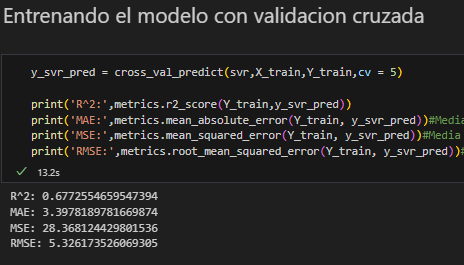 Entrenando el modelo con validacion cruzada
y_svr_pred = cross_val_predict(svr,X_train,Y_train,cv = 5)
print('R^2:',metrics.r2_score(Y_train,y_svr_pred))
print('MAE:',metrics.mean_absolute_error(Y_train, y_svr_pred))#Media
print('MSE:',metrics.mean_squared_error(Y_train, y_svr_pred))#Media
print('RMSE:',metrics.root_mean_squared_error(Y_train, y_svr_pred))#
13.2s
R^2: 0.6772554659547394
MAE: 3.3978189781669874
MSE: 28.368124429801536
RMSE: 5.326173526069305